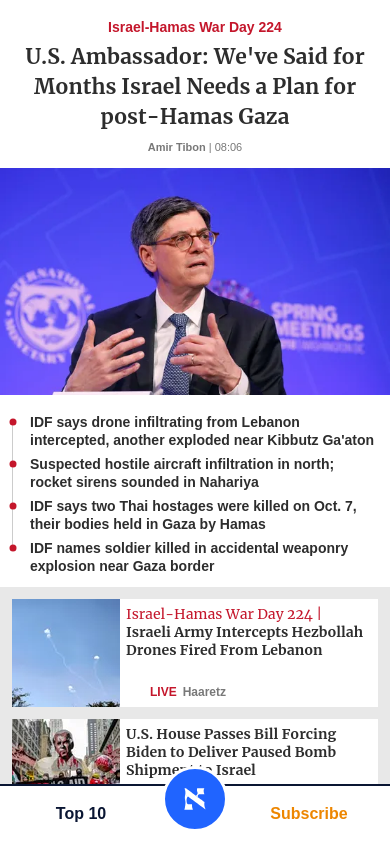 Israel-Hamas War Day 224
U.S. Ambassador: We've Said for
Months Israel Needs a Plan for
post-Hamas Gaza
Amir Tibon | 08:06
INTERNATIONAL
MONETARY
SPRING
MEETINGS
WASHINGTON DC
IDF says drone infiltrating from Lebanon
intercepted, another exploded near Kibbutz Ga'aton
Suspected hostile aircraft infiltration in north;
rocket sirens sounded in Nahariya
IDF says two Thai hostages were killed on Oct. 7,
their bodies held in Gaza by Hamas
IDF names soldier killed in accidental weaponry
explosion near Gaza border
Israel-Hamas War Day 224 |
Israeli Army Intercepts Hezbollah
Drones Fired From Lebanon
LIVE Haaretz
U.S. House Passes Bill Forcing
Biden to Deliver Paused Bomb
Shipment to Israel
Top 10
א
Subscribe